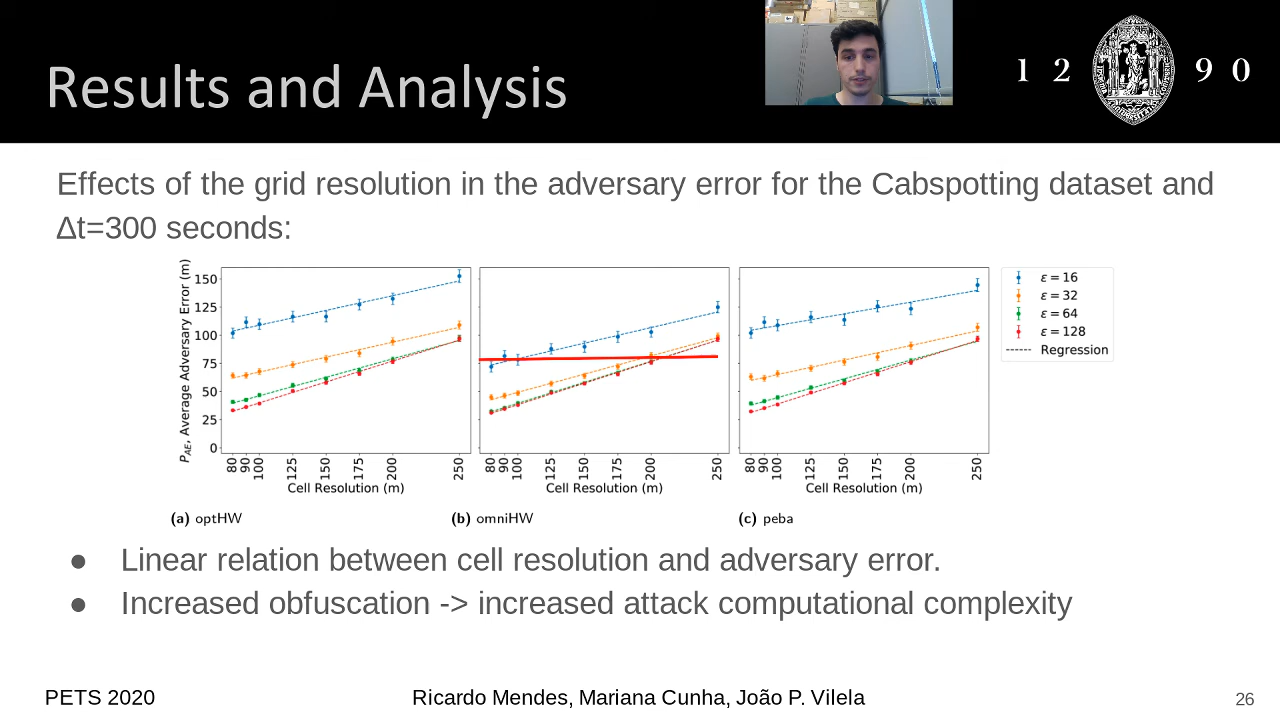 Results and Analysis
1 2 9 0
Effects of the grid resolution in the adversary error for the Cabspotting dataset and
Δt=300 seconds:
P_AE, Average Adversary Error (m)
150
125
100
75
50
25
0
80 90 100 125 150 175 200 250
Cell Resolution (m)
80 90 100 125 150 175 200 250
Cell Resolution (m)
80 90 100 125 150 175 200 250
Cell Resolution (m)
ε = 16
ε = 32
ε = 64
ε = 128
Regression
(a) optHW
(b) omniHW
(c) peba
● Linear relation between cell resolution and adversary error.
● Increased obfuscation -> increased attack computational complexity
PETS 2020
Ricardo Mendes, Mariana Cunha, João P. Vilela
26